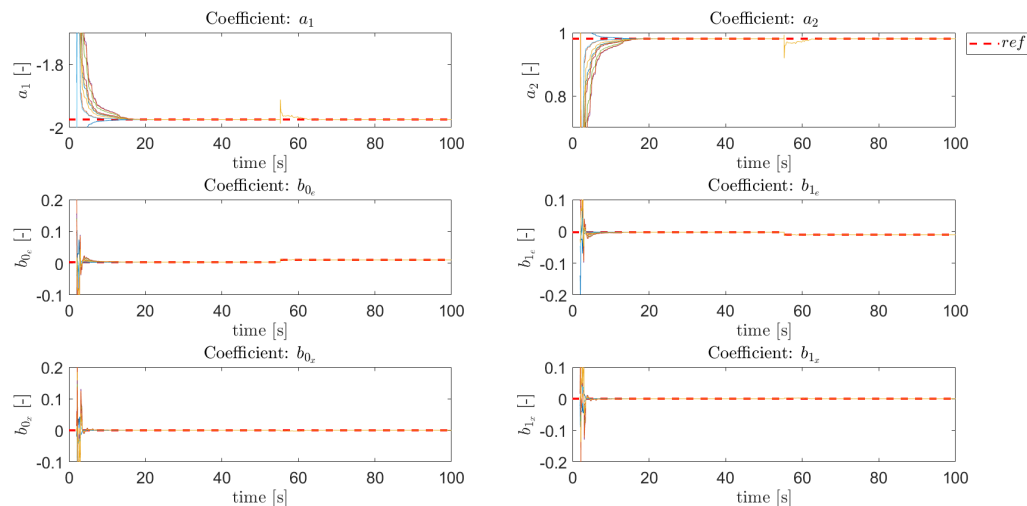 Coefficient: a₁
-1.8
-2
a₁ [-]
0 20 40 60 80 100
time [s]
Coefficient: a₂
1
0.8
a₂ [-]
0 20 40 60 80 100
time [s]
ref
Coefficient: b₀ₑ
0.2
0.1
0
-0.1
b₀ₑ [-]
0 20 40 60 80 100
time [s]
Coefficient: b₁ₑ
0.1
0
-0.1
-0.2
b₁ₑ [-]
0 20 40 60 80 100
time [s]
Coefficient: b₀ₓ
0.2
0.1
0
-0.1
b₀ₓ [-]
0 20 40 60 80 100
time [s]
Coefficient: b₁ₓ
0.1
0
-0.1
-0.2
b₁ₓ [-]
0 20 40 60 80 100
time [s]